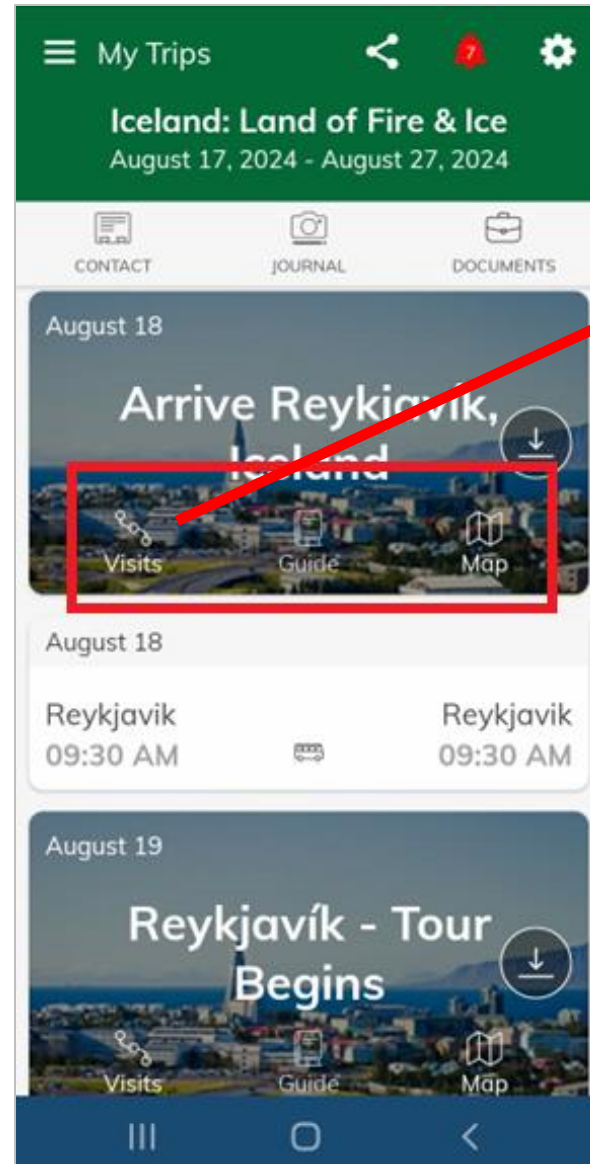 My Trips
7
Iceland: Land of Fire & Ice
August 17, 2024 - August 27, 2024
CONTACT JOURNAL DOCUMENTS
August 18
Arrive Reykjavík,
Iceland
Visits Guide Map
August 18
Reykjavik Reykjavik
09:30 AM 09:30 AM
August 19
Reykjavík - Tour
Begins
Visits Guide Map